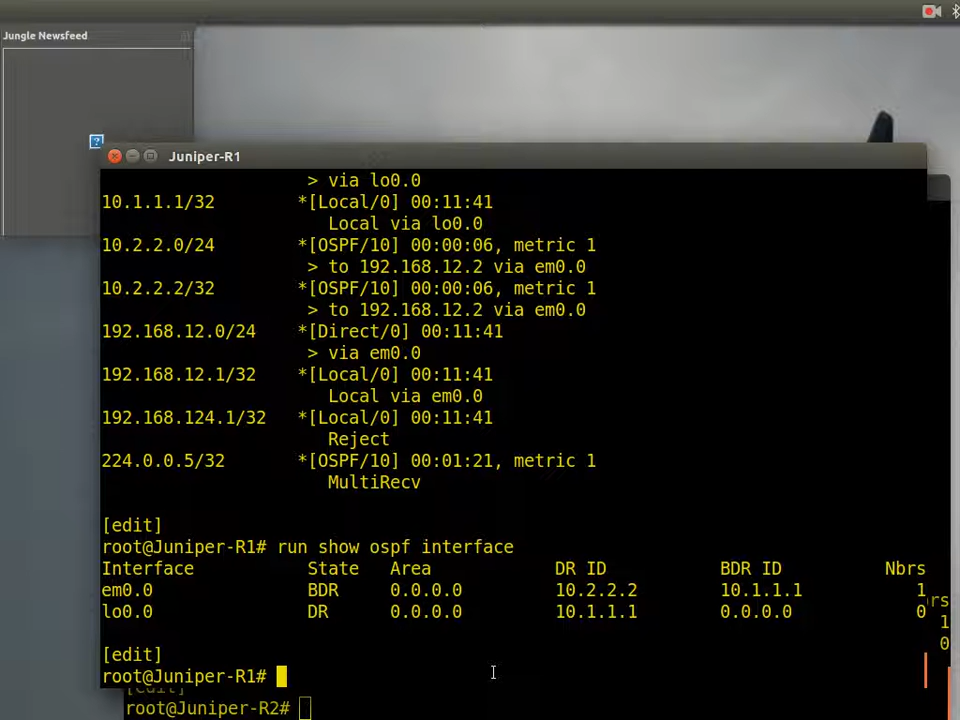 Jungle Newsfeed
?
Juniper-R1
> via lo0.0
10.1.1.1/32 *[Local/0] 00:11:41
Local via lo0.0
10.2.2.0/24 *[OSPF/10] 00:00:06, metric 1
> to 192.168.12.2 via em0.0
10.2.2.2/32 *[OSPF/10] 00:00:06, metric 1
> to 192.168.12.2 via em0.0
192.168.12.0/24 *[Direct/0] 00:11:41
> via em0.0
192.168.12.1/32 *[Local/0] 00:11:41
Local via em0.0
192.168.124.1/32 *[Local/0] 00:11:41
Reject
224.0.0.5/32 *[OSPF/10] 00:01:21, metric 1
MultiRecv
[edit]
root@Juniper-R1# run show ospf interface
Interface State Area DR ID BDR ID Nbrs
em0.0 BDR 0.0.0.0 10.2.2.2 10.1.1.1 1
lo0.0 DR 0.0.0.0 10.1.1.1 0.0.0.0 0
rs
1
0
[edit]
root@Juniper-R1#
[edit]
root@Juniper-R2#